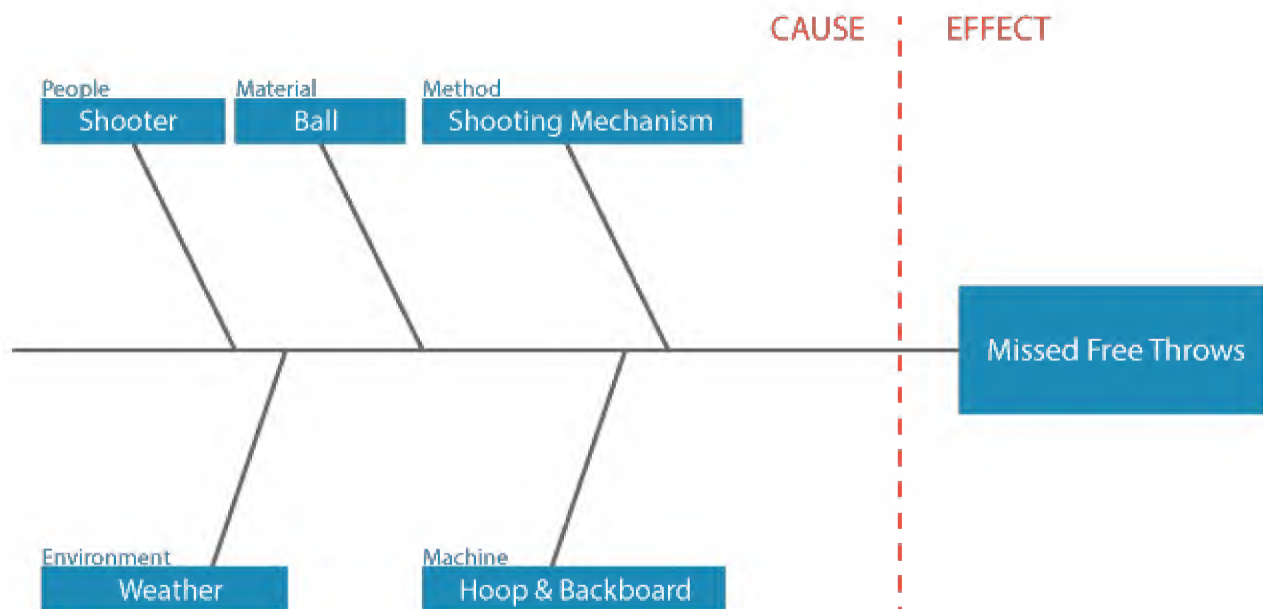 CAUSE
EFFECT
People
Shooter
Material
Ball
Method
Shooting Mechanism
Missed Free Throws
Environment
Weather
Machine
Hoop & Backboard